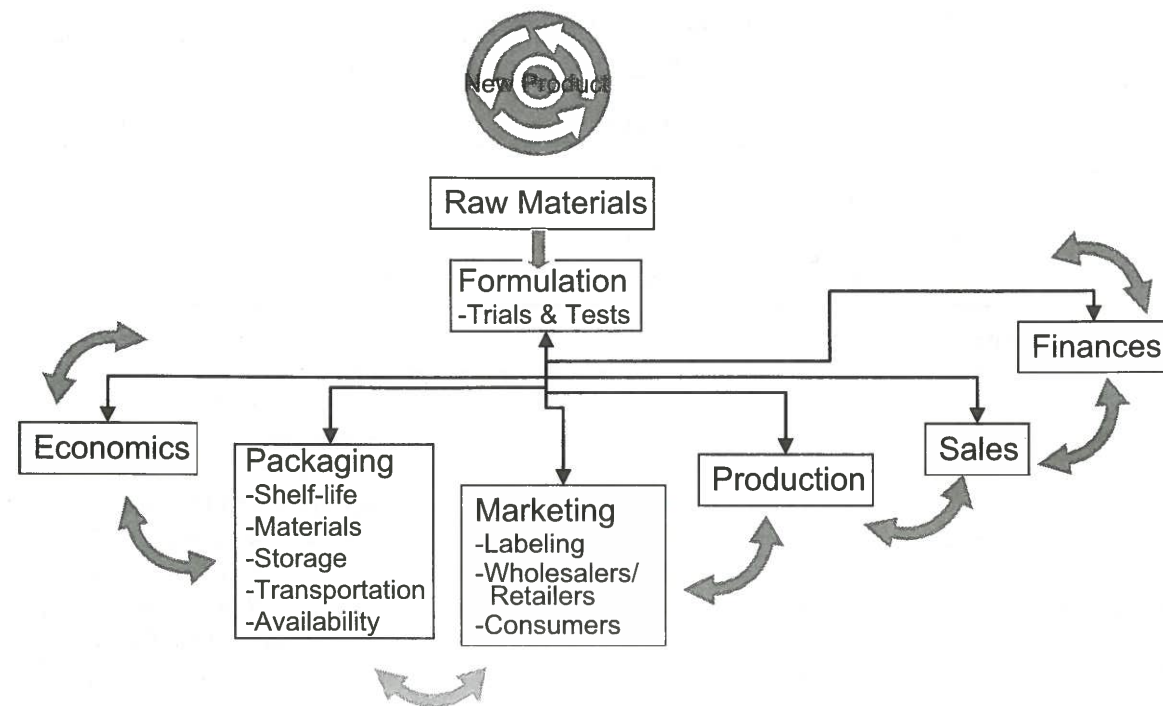 New Product
Raw Materials
Formulation
-Trials & Tests
Finances
Economics
Packaging
-Shelf-life
-Materials
-Storage
-Transportation
-Availability
Marketing
-Labeling
-Wholesalers/
Retailers
-Consumers
Production
Sales